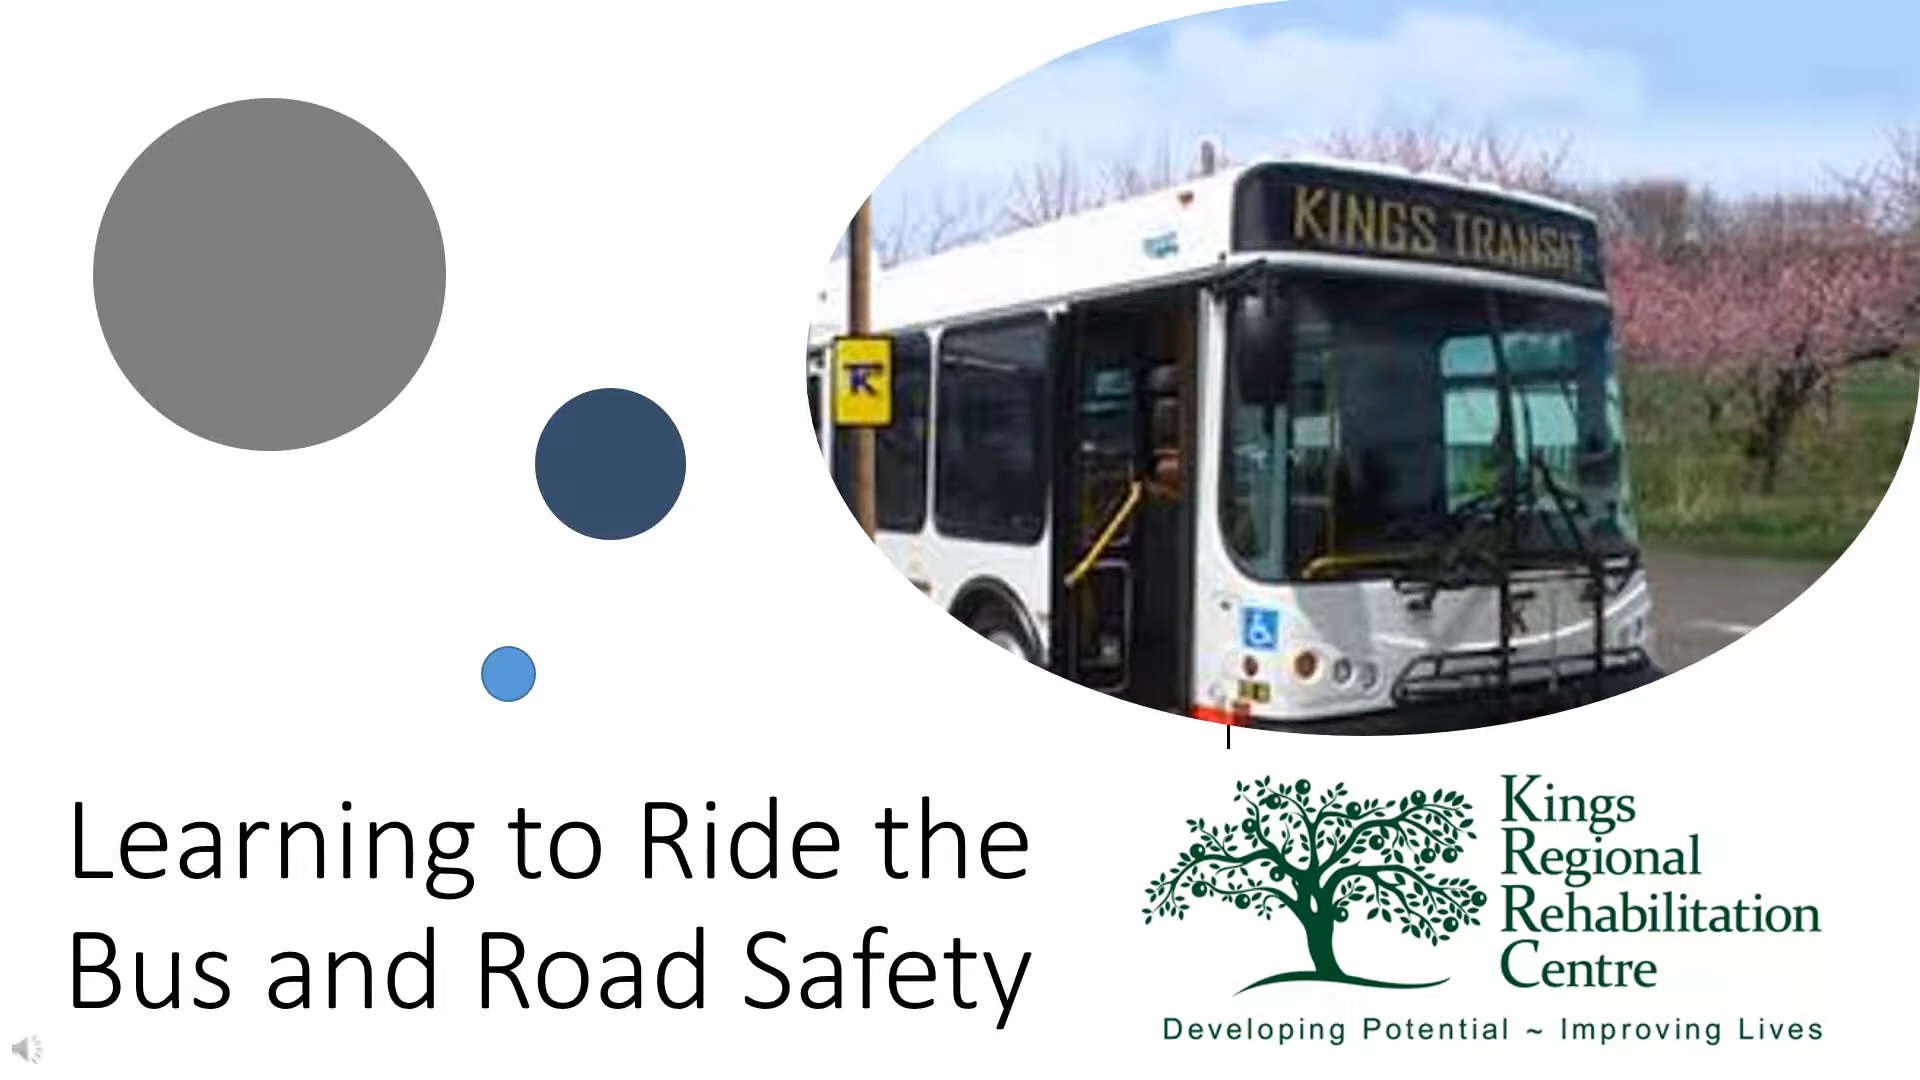 KINGS TRANSIT
K
Learning to Ride the
Bus and Road Safety
Kings
Regional
Rehabilitation
Centre
Developing Potential ~ Improving Lives